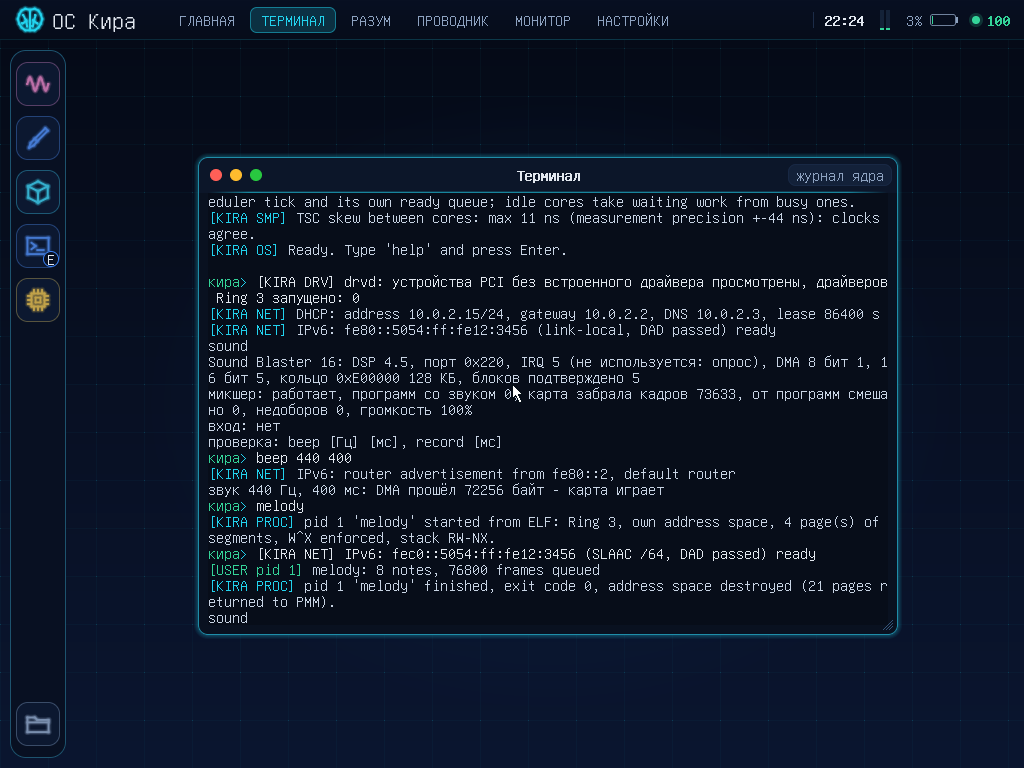 ОС Кира
ГЛАВНАЯ ТЕРМИНАЛ РАЗУМ ПРОВОДНИК МОНИТОР НАСТРОЙКИ
22:24 3% 100
E
Терминал
журнал ядра
eduler tick and its own ready queue; idle cores take waiting work from busy ones.
[KIRA SMP] TSC skew between cores: max 11 ns (measurement precision +-44 ns): clocks
agree.
[KIRA OS] Ready. Type 'help' and press Enter.
кира> [KIRA DRV] drvd: устройства PCI без встроенного драйвера просмотрены, драйверов
Ring 3 запущено: 0
[KIRA NET] DHCP: address 10.0.2.15/24, gateway 10.0.2.2, DNS 10.0.2.3, lease 86400 s
[KIRA NET] IPv6: fe80::5054:ff:fe12:3456 (link-local, DAD passed) ready
sound
Sound Blaster 16: DSP 4.5, порт 0x220, IRQ 5 (не используется: опрос), DMA 8 бит 1, 1
6 бит 5, кольцо 0xE00000 128 КБ, блоков подтверждено 5
микшер: работает, программ со звуком 0, карта забрала кадров 73633, от программ смеша
но 0, недоборов 0, громкость 100%
вход: нет
проверка: beep [Гц] [мс], record [мс]
кира> beep 440 400
[KIRA NET] IPv6: router advertisement from fe80::2, default router
звук 440 Гц, 400 мс: DMA прошёл 72256 байт - карта играет
кира> melody
[KIRA PROC] pid 1 'melody' started from ELF: Ring 3, own address space, 4 page(s) of
segments, W^X enforced, stack RW-NX.
кира> [KIRA NET] IPv6: fec0::5054:ff:fe12:3456 (SLAAC /64, DAD passed) ready
[USER pid 1] melody: 8 notes, 76800 frames queued
[KIRA PROC] pid 1 'melody' finished, exit code 0, address space destroyed (21 pages r
eturned to PMM).
sound